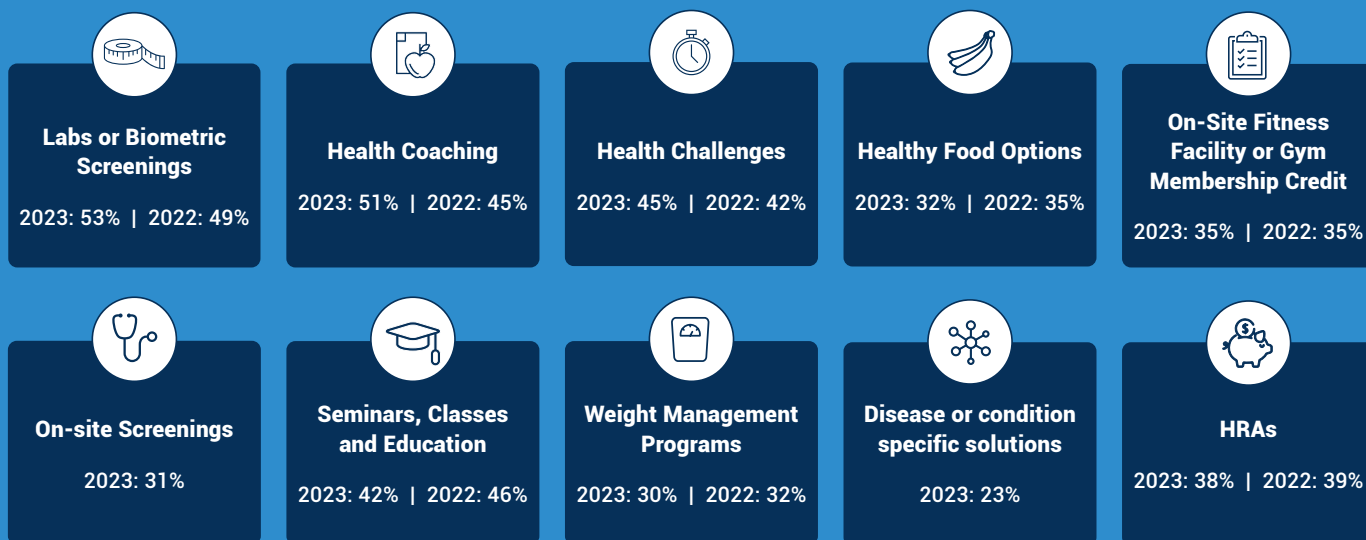 Labs or Biometric
Screenings
2023: 53% | 2022: 49%
Health Coaching
2023: 51% | 2022: 45%
Health Challenges
2023: 45% | 2022: 42%
Healthy Food Options
2023: 32% | 2022: 35%
On-Site Fitness
Facility or Gym
Membership Credit
2023: 35% | 2022: 35%
On-site Screenings
2023: 31%
Seminars, Classes
and Education
2023: 42% | 2022: 46%
Weight Management
Programs
2023: 30% | 2022: 32%
Disease or condition
specific solutions
2023: 23%
HRAs
2023: 38% | 2022: 39%
$